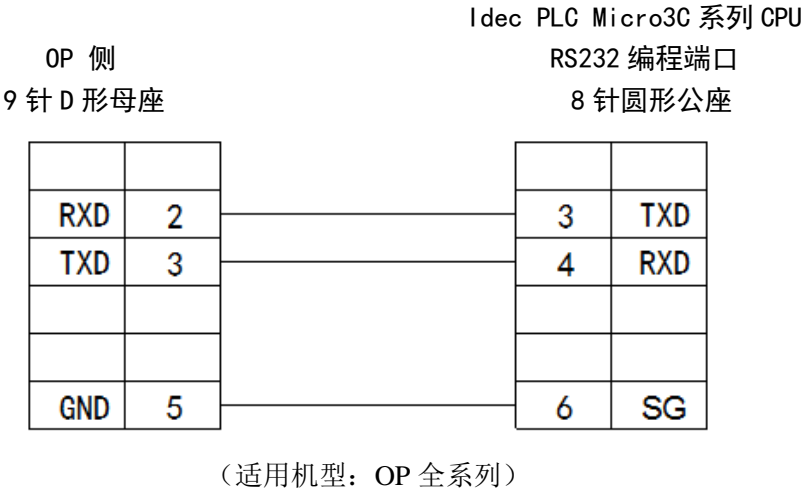 Idec PLC Micro3C 系列 CPU
OP 侧 RS232 编程端口
9 针 D 形母座 8 针圆形公座
RXD 2 3 TXD
TXD 3 4 RXD
GND 5 6 SG
（适用机型：OP 全系列）